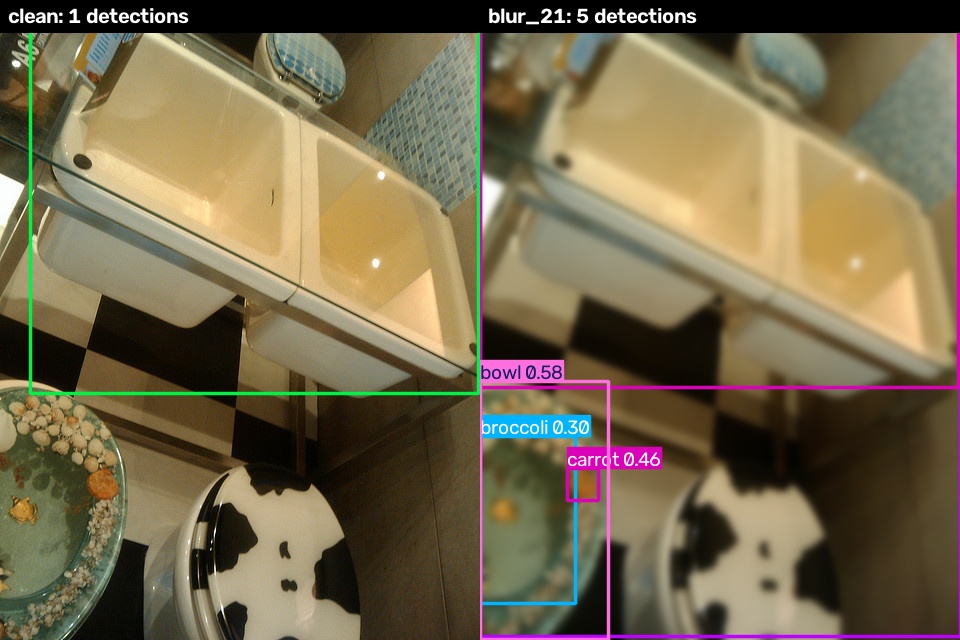 clean: 1 detections
blur_21: 5 detections
bowl 0.58
broccoli 0.30
carrot 0.46